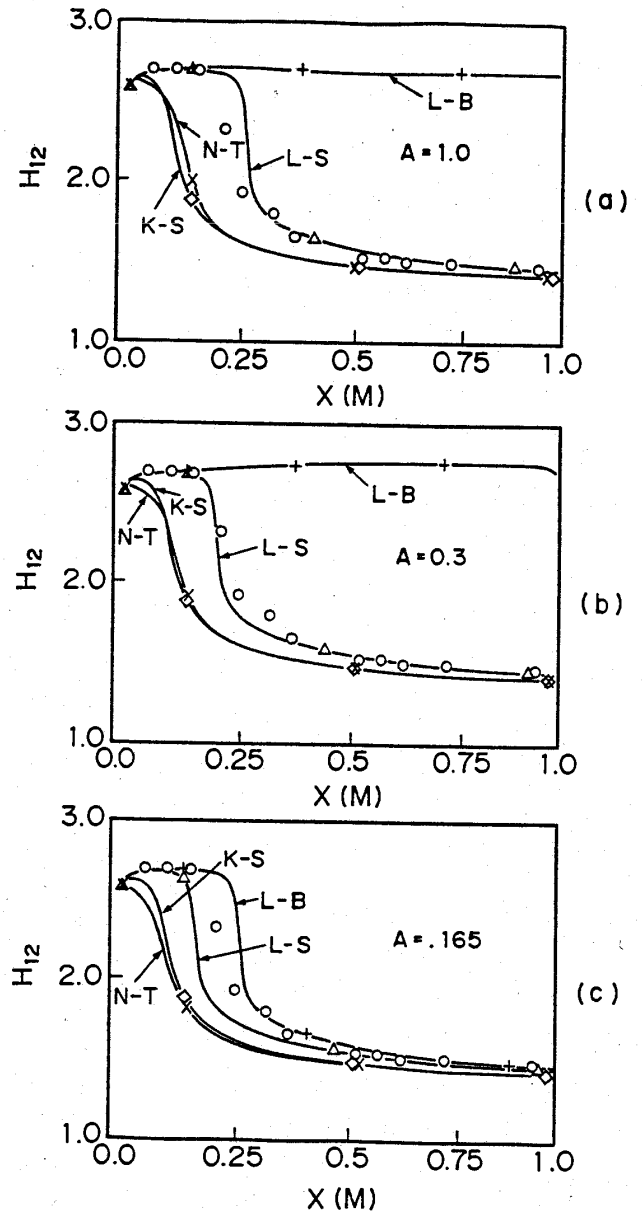 3.0
L-B
N-T
L-S
A = 1.0
H12
2.0
(a)
K-S
1.0
0.0 0.25 0.5 0.75 1.0
X (M)
3.0
L-B
K-S
N-T
L-S
A = 0.3
H12
2.0
(b)
1.0
0.0 0.25 0.5 0.75 1.0
X (M)
3.0
K-S
L-B
L-S
A = .165
H12
2.0
N-T
(c)
1.0
0.0 0.25 0.5 0.75 1.0
X (M)